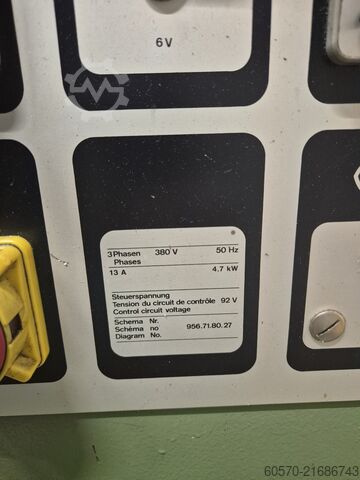 6V
3 Phasen 380 V 50 Hz
Phases
13 A 4.7 kW
Steuerspannung
Tension du circuit de contrôle 92 V
Control circuit voltage
Schema Nr.
Schéma no 956.71.80.27
Diagram No.
60570-21686743